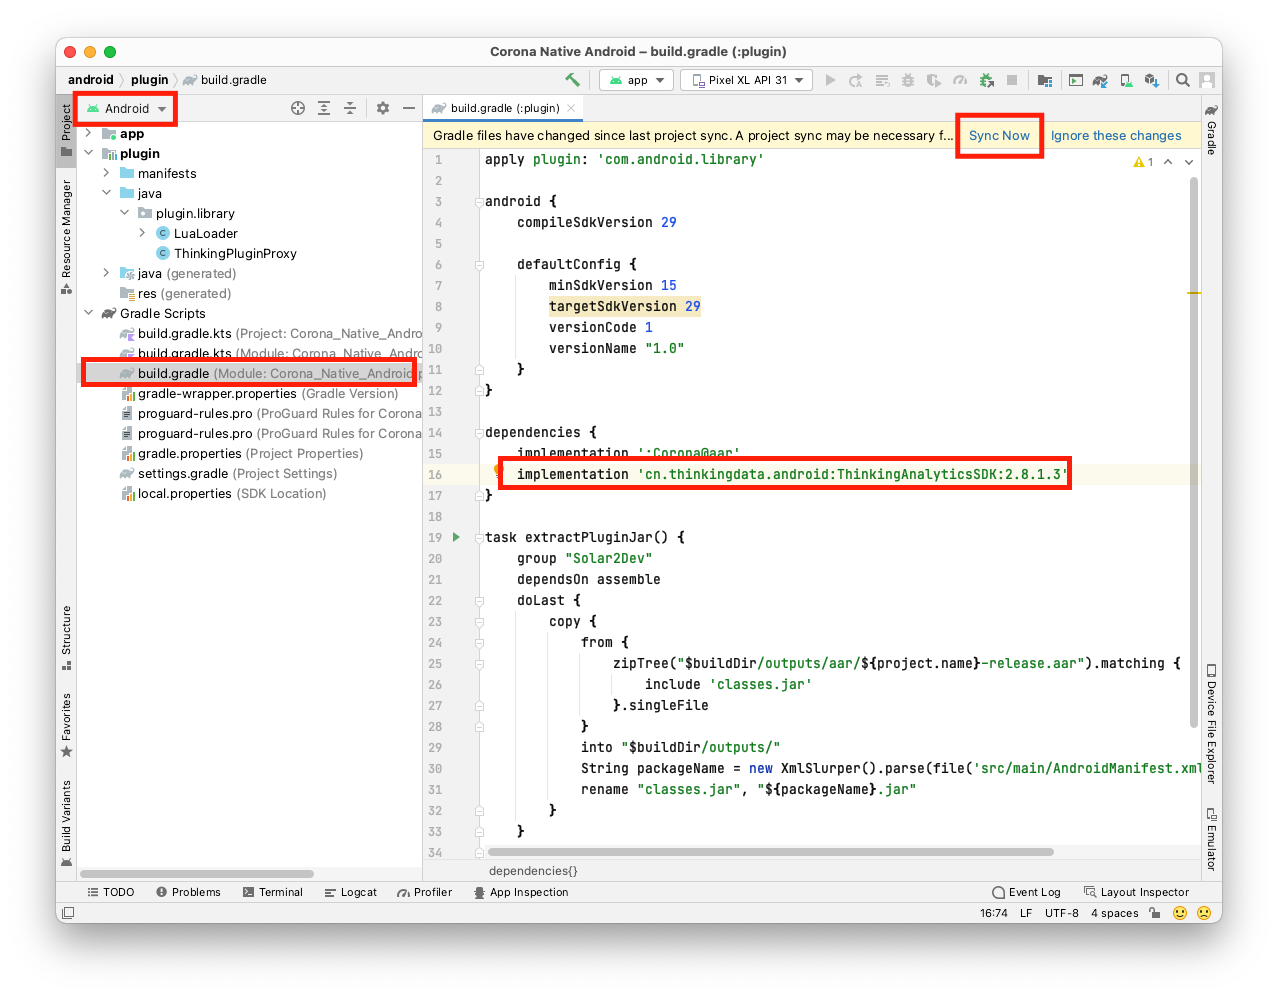 Corona Native Android – build.gradle (:plugin)
android plugin build.gradle
app
Pixel XL API 31
Project
Resource Manager
Structure
Favorites
Build Variants
Android
app
plugin
manifests
java
plugin.library
LuaLoader
ThinkingPluginProxy
java (generated)
res (generated)
Gradle Scripts
build.gradle.kts (Project: Corona_Native_Andro
build.gradle.kts (Module: Corona_Native_Andro
build.gradle (Module: Corona_Native_Android.p
gradle-wrapper.properties (Gradle Version)
proguard-rules.pro (ProGuard Rules for Corona
proguard-rules.pro (ProGuard Rules for Corona
gradle.properties (Project Properties)
settings.gradle (Project Settings)
local.properties (SDK Location)
build.gradle (:plugin)
Gradle files have changed since last project sync. A project sync may be necessary f... Sync Now Ignore these changes
1
1 apply plugin: 'com.android.library'
2
3 android {
4 compileSdkVersion 29
5
6 defaultConfig {
7 minSdkVersion 15
8 targetSdkVersion 29
9 versionCode 1
10 versionName "1.0"
11 }
12 }
13
14 dependencies {
15 implementation ':Corona@aar'
16 implementation 'cn.thinkingdata.android:ThinkingAnalyticsSDK:2.8.1.3'
17 }
18
19 task extractPluginJar() {
20 group "Solar2Dev"
21 dependsOn assemble
22 doLast {
23 copy {
24 from {
25 zipTree("$buildDir/outputs/aar/${project.name}-release.aar").matching {
26 include 'classes.jar'
27 }.singleFile
28 }
29 into "$buildDir/outputs/"
30 String packageName = new XmlSlurper().parse(file('src/main/AndroidManifest.xml
31 rename "classes.jar", "${packageName}.jar"
32 }
33 }
34
dependencies{}
Gradle
Device File Explorer
Emulator
TODO Problems Terminal Logcat Profiler App Inspection Event Log Layout Inspector
16:74 LF UTF-8 4 spaces